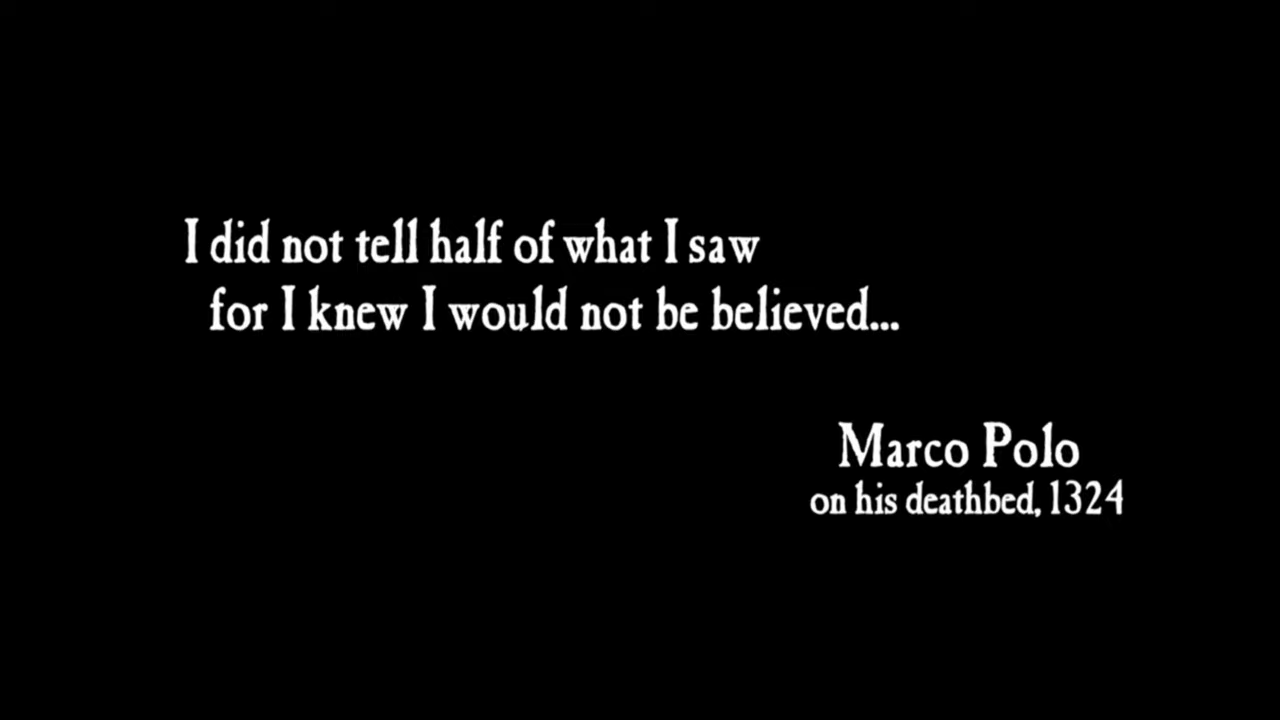 I did not tell half of what I saw
for I knew I would not be believed...
Marco Polo
on his deathbed, 1324